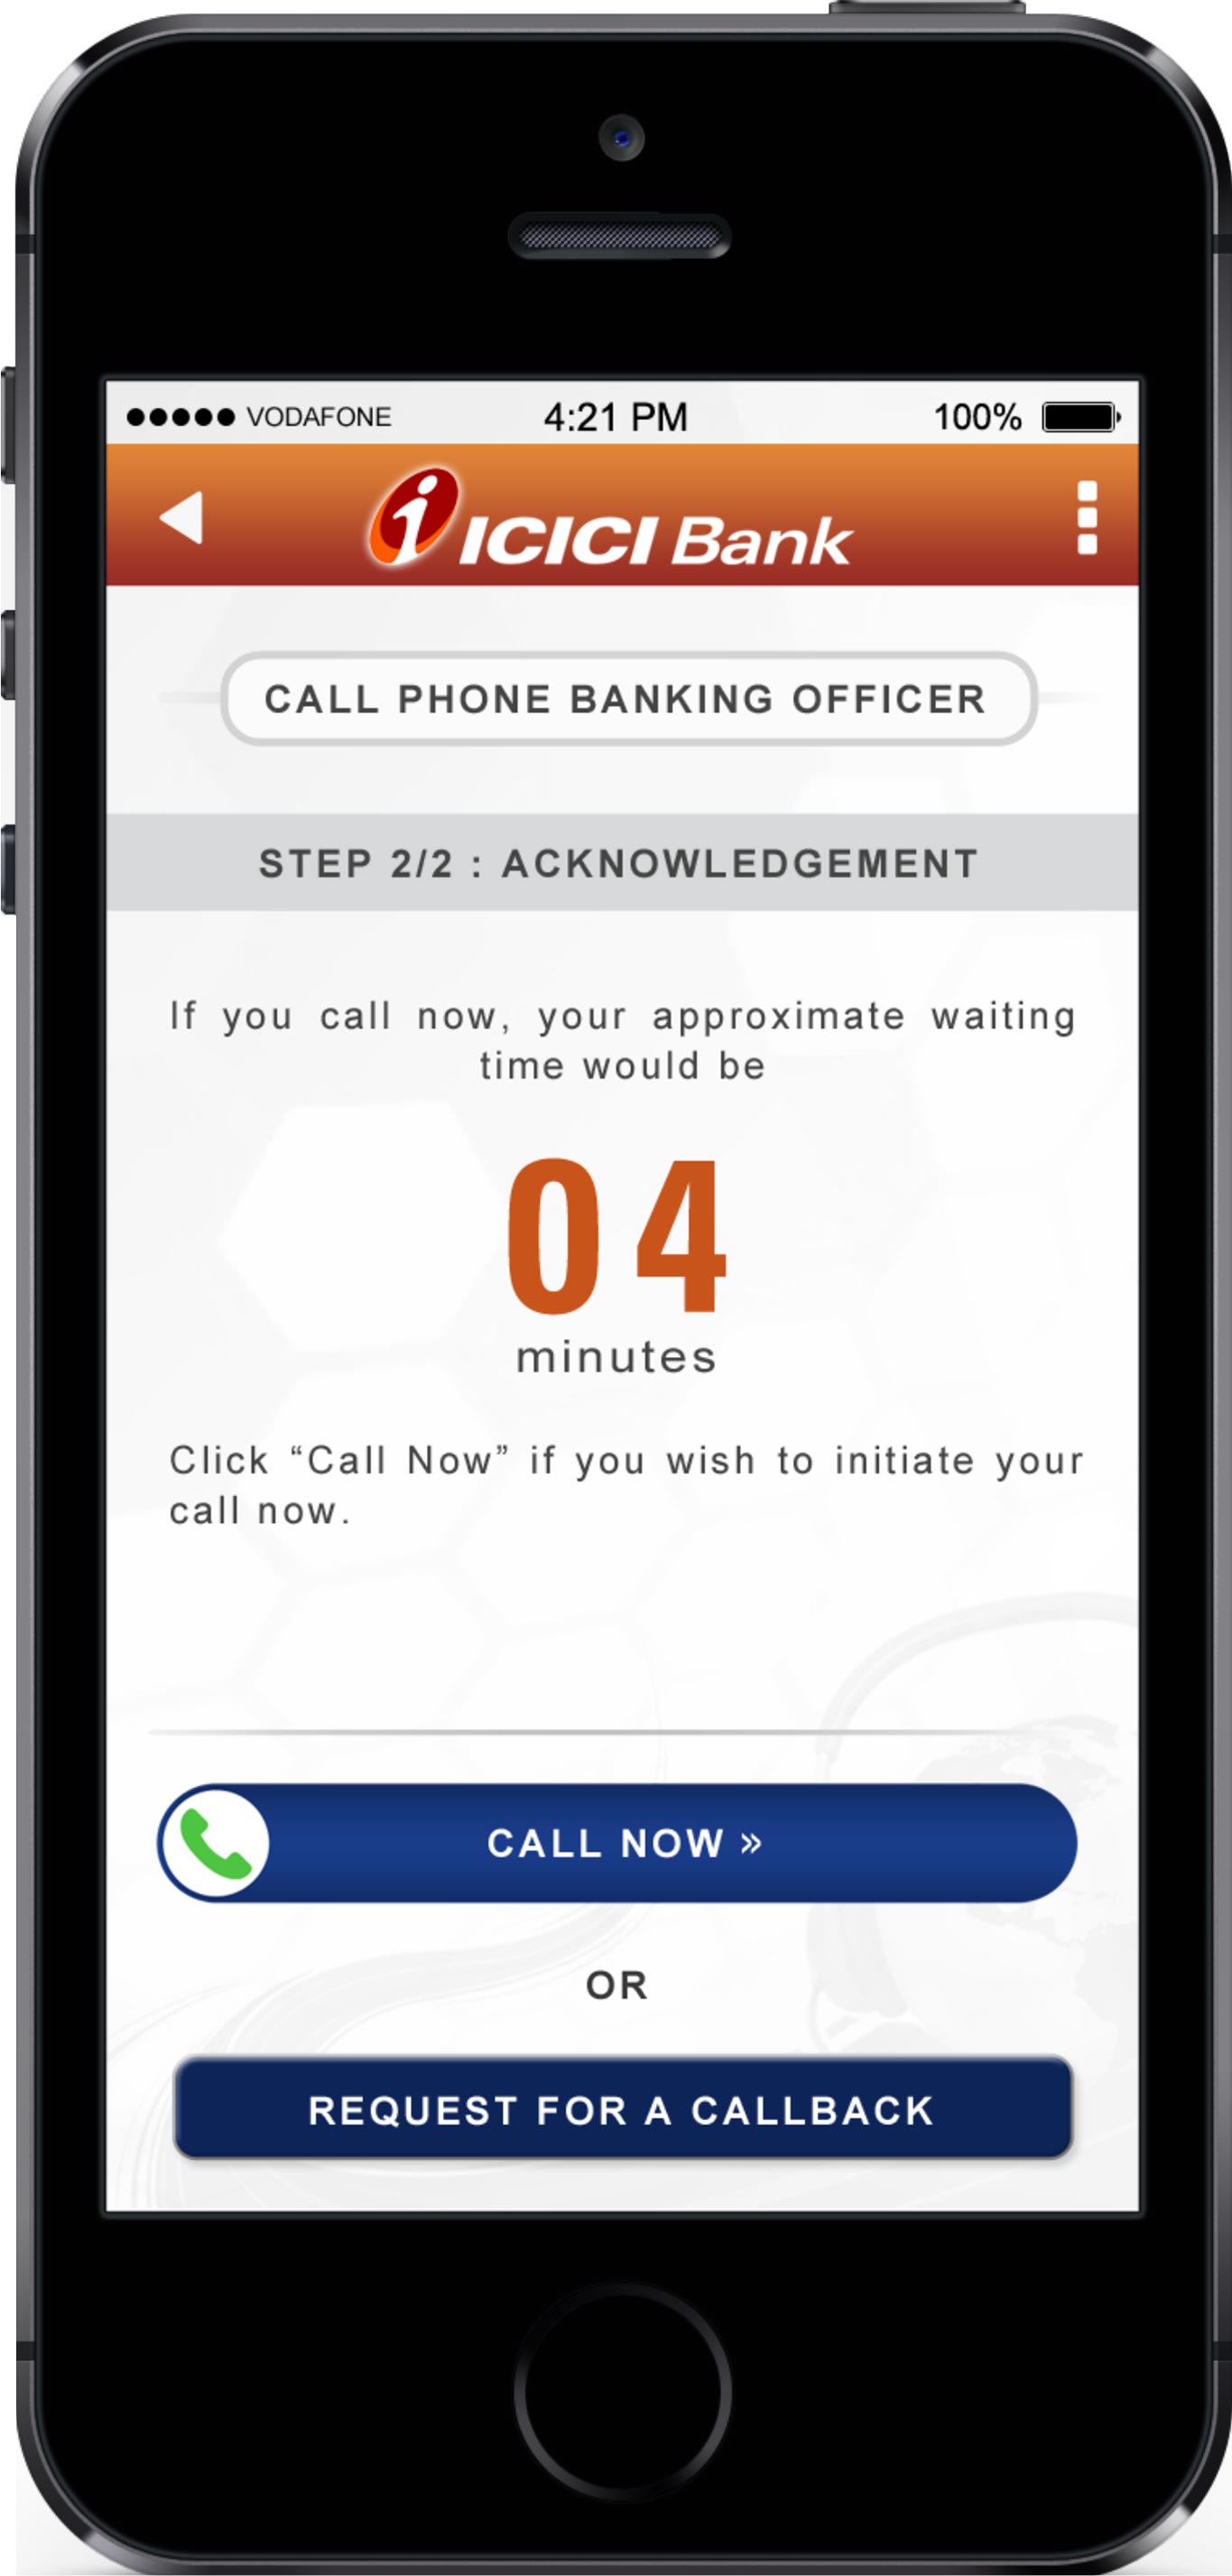 VODAFONE 4:21 PM 100%
i ICICI Bank
CALL PHONE BANKING OFFICER
STEP 2/2 : ACKNOWLEDGEMENT
If you call now, your approximate waiting
time would be
04
minutes
Click “Call Now” if you wish to initiate your
call now.
CALL NOW »
OR
REQUEST FOR A CALLBACK